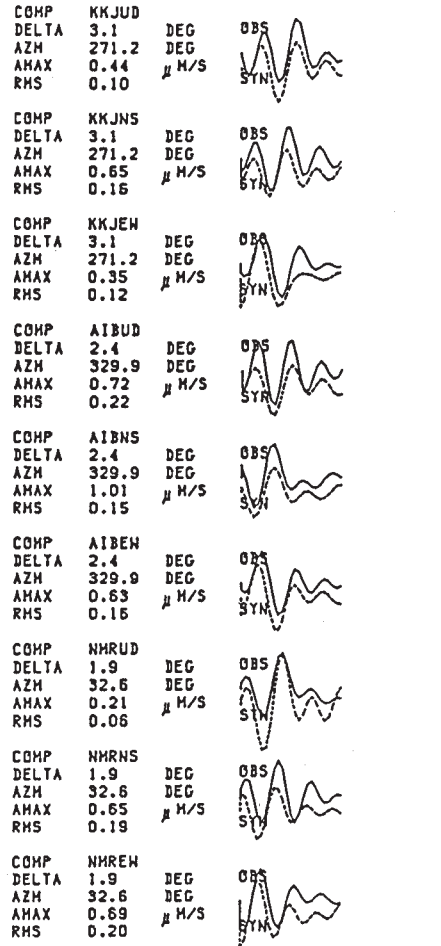 COMP KKJUD
DELTA 3.1 DEG OBS
AZM 271.2 DEG
AMAX 0.44 μ M/S
RMS 0.10 SYN
COMP KKJNS
DELTA 3.1 DEG OBS
AZM 271.2 DEG
AMAX 0.65 μ M/S
RMS 0.16 SYN
COMP KKJEW
DELTA 3.1 DEG OBS
AZM 271.2 DEG
AMAX 0.35 μ M/S
RMS 0.12 SYN
COMP AIBUD
DELTA 2.4 DEG OBS
AZM 329.9 DEG
AMAX 0.72 μ M/S
RMS 0.22 SYN
COMP AIBNS
DELTA 2.4 DEG OBS
AZM 329.9 DEG
AMAX 1.01 μ M/S
RMS 0.15 SYN
COMP AIBEW
DELTA 2.4 DEG OBS
AZM 329.9 DEG
AMAX 0.63 μ M/S
RMS 0.16 SYN
COMP NMRUD
DELTA 1.9 DEG OBS
AZM 32.6 DEG
AMAX 0.21 μ M/S
RMS 0.06 SYN
COMP NMRNS
DELTA 1.9 DEG OBS
AZM 32.6 DEG
AMAX 0.65 μ M/S
RMS 0.19 SYN
COMP NMREW
DELTA 1.9 DEG OBS
AZM 32.6 DEG
AMAX 0.69 μ M/S
RMS 0.20 SYN